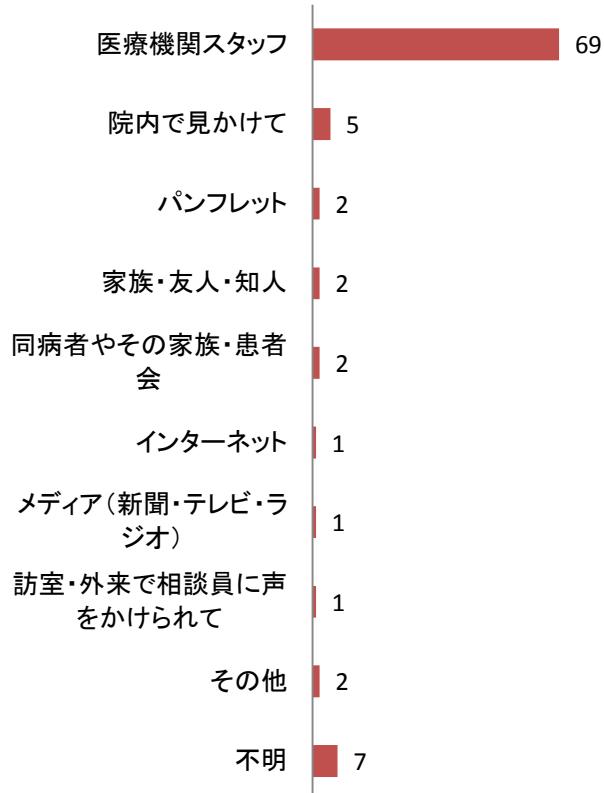 医療機関スタッフ 69
院内で見かけて 5
パンフレット 2
家族・友人・知人 2
同病者やその家族・患者
会 2
インターネット 1
メディア（新聞・テレビ・ラ
ジオ） 1
訪室・外来で相談員に声
をかけられて 1
その他 2
不明 7